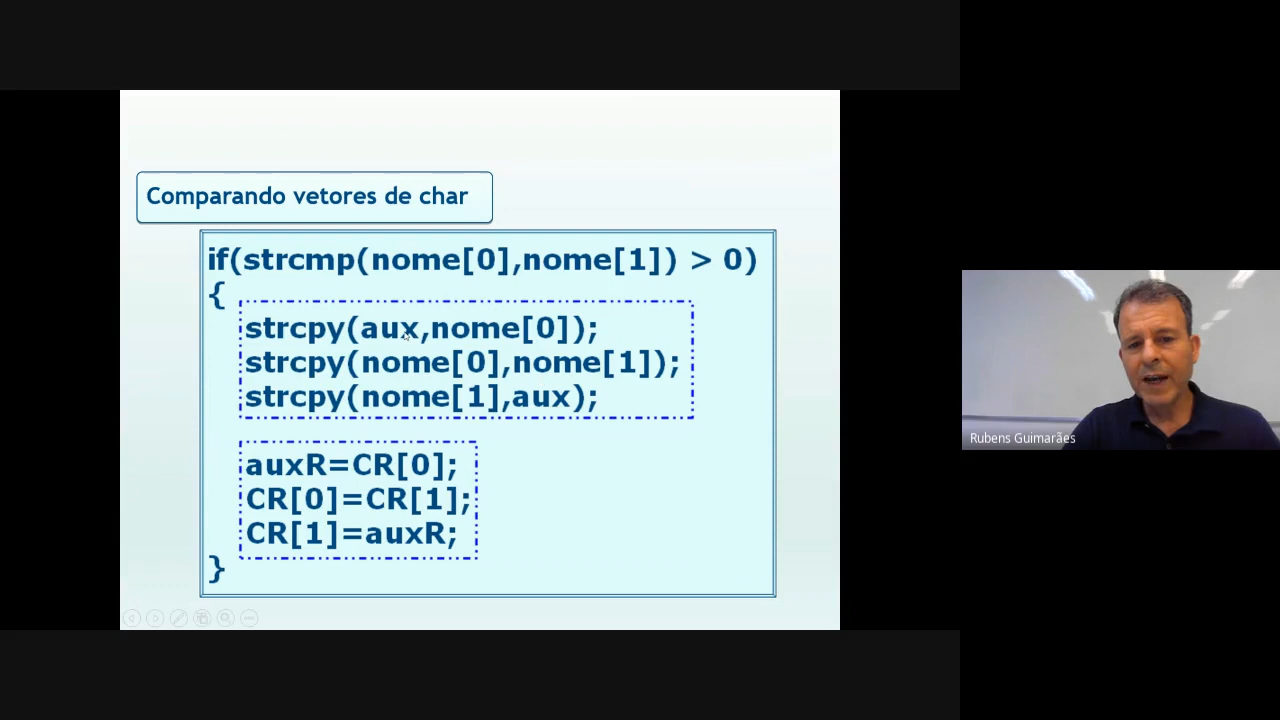 Comparando vetores de char
if(strcmp(nome[0],nome[1]) > 0)
{
strcpy(aux,nome[0]);
strcpy(nome[0],nome[1]);
strcpy(nome[1],aux);
auxR=CR[0];
CR[0]=CR[1];
CR[1]=auxR;
}
Rubens Guimarães